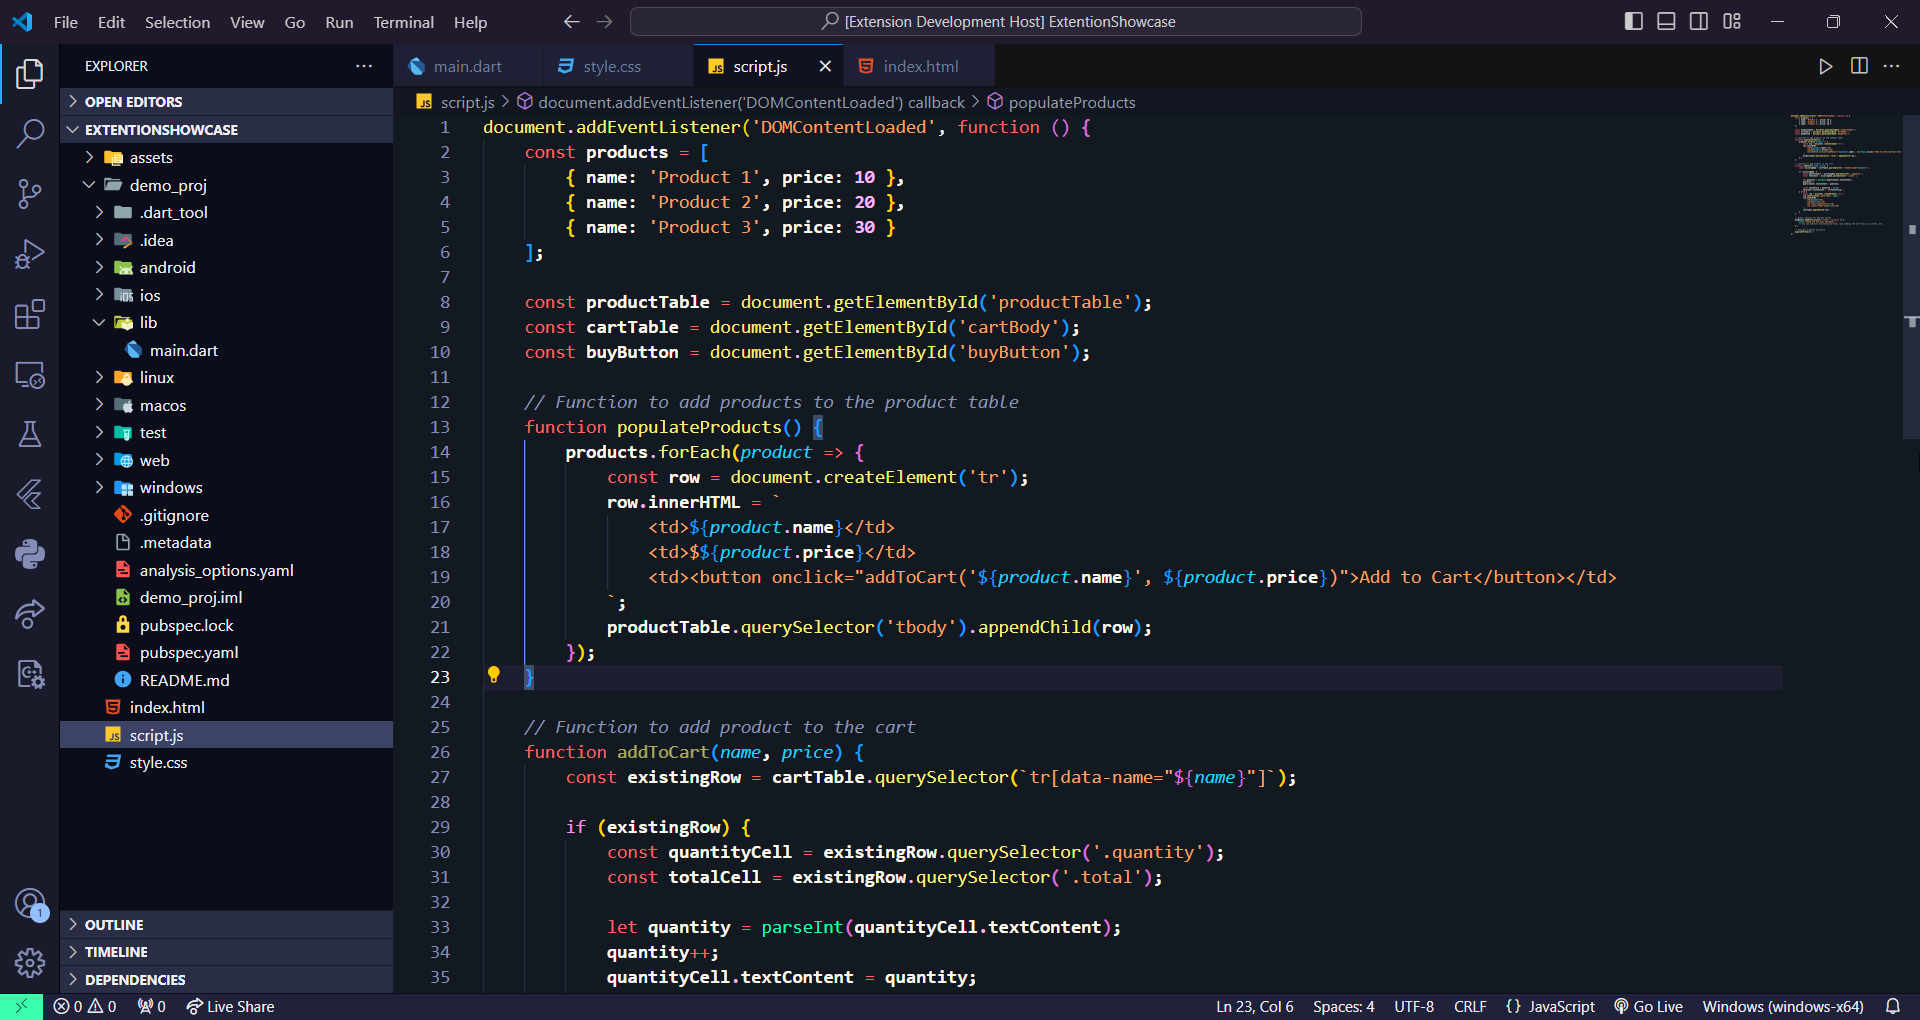 File Edit Selection View Go Run Terminal Help
[Extension Development Host] ExtentionShowcase
EXPLORER
OPEN EDITORS
EXTENTIONSHOWCASE
assets
demo_proj
.dart_tool
.idea
android
ios
lib
main.dart
linux
macos
test
web
windows
.gitignore
.metadata
analysis_options.yaml
demo_proj.iml
pubspec.lock
pubspec.yaml
README.md
index.html
script.js
style.css
OUTLINE
TIMELINE
DEPENDENCIES
main.dart style.css script.js index.html
script.js > document.addEventListener('DOMContentLoaded') callback > populateProducts
1 document.addEventListener('DOMContentLoaded', function () {
2     const products = [
3         { name: 'Product 1', price: 10 },
4         { name: 'Product 2', price: 20 },
5         { name: 'Product 3', price: 30 }
6     ];
7
8     const productTable = document.getElementById('productTable');
9     const cartTable = document.getElementById('cartBody');
10     const buyButton = document.getElementById('buyButton');
11
12     // Function to add products to the product table
13     function populateProducts() {
14         products.forEach(product => {
15             const row = document.createElement('tr');
16             row.innerHTML = `
17                 <td>${product.name}</td>
18                 <td>$${product.price}</td>
19                 <td><button onclick="addToCart('${product.name}', ${product.price})">Add to Cart</button></td>
20             `;
21             productTable.querySelector('tbody').appendChild(row);
22         });
23     }
24
25     // Function to add product to the cart
26     function addToCart(name, price) {
27         const existingRow = cartTable.querySelector(`tr[data-name="${name}"]`);
28
29         if (existingRow) {
30             const quantityCell = existingRow.querySelector('.quantity');
31             const totalCell = existingRow.querySelector('.total');
32
33             let quantity = parseInt(quantityCell.textContent);
34             quantity++;
35             quantityCell.textContent = quantity;
1
0 0 0 Live Share
Ln 23, Col 6 Spaces: 4 UTF-8 CRLF {} JavaScript Go Live Windows (windows-x64)